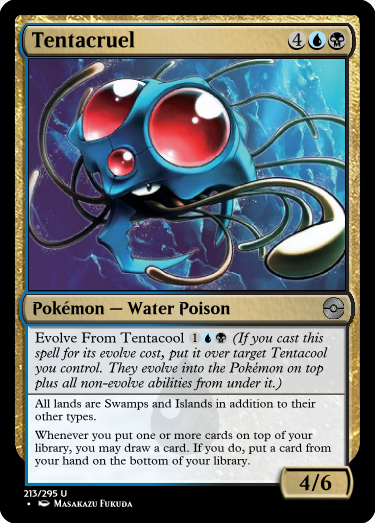 Tentacruel 4
Pokémon — Water Poison
Evolve From Tentacool 1 (If you cast this
spell for its evolve cost, put it over target Tentacool
you control. They evolve into the Pokémon on top
plus all non-evolve abilities from under it.)
All lands are Swamps and Islands in addition to their
other types.
Whenever you put one or more cards on top of your
library, you may draw a card. If you do, put a card from
your hand on the bottom of your library.
4/6
213/295 U
• Masakazu Fukuda